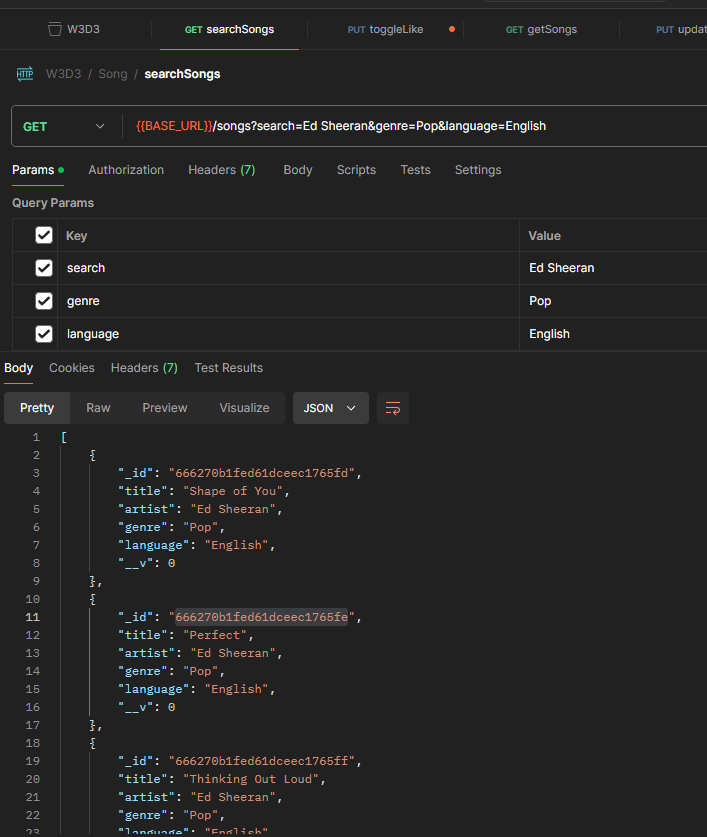 W3D3
GET searchSongs
PUT toggleLike
GET getSongs
PUT updat
HTTP W3D3 / Song / searchSongs
GET {{BASE_URL}}/songs?search=Ed Sheeran&genre=Pop&language=English
Params Authorization Headers (7) Body Scripts Tests Settings
Query Params
Key Value
search Ed Sheeran
genre Pop
language English
Body Cookies Headers (7) Test Results
Pretty Raw Preview Visualize JSON
1 [
2 {
3 "_id": "666270b1fed61dceec1765fd",
4 "title": "Shape of You",
5 "artist": "Ed Sheeran",
6 "genre": "Pop",
7 "language": "English",
8 "__v": 0
9 },
10 {
11 "_id": "666270b1fed61dceec1765fe",
12 "title": "Perfect",
13 "artist": "Ed Sheeran",
14 "genre": "Pop",
15 "language": "English",
16 "__v": 0
17 },
18 {
19 "_id": "666270b1fed61dceec1765ff",
20 "title": "Thinking Out Loud",
21 "artist": "Ed Sheeran",
22 "genre": "Pop",
23 "language": "English"